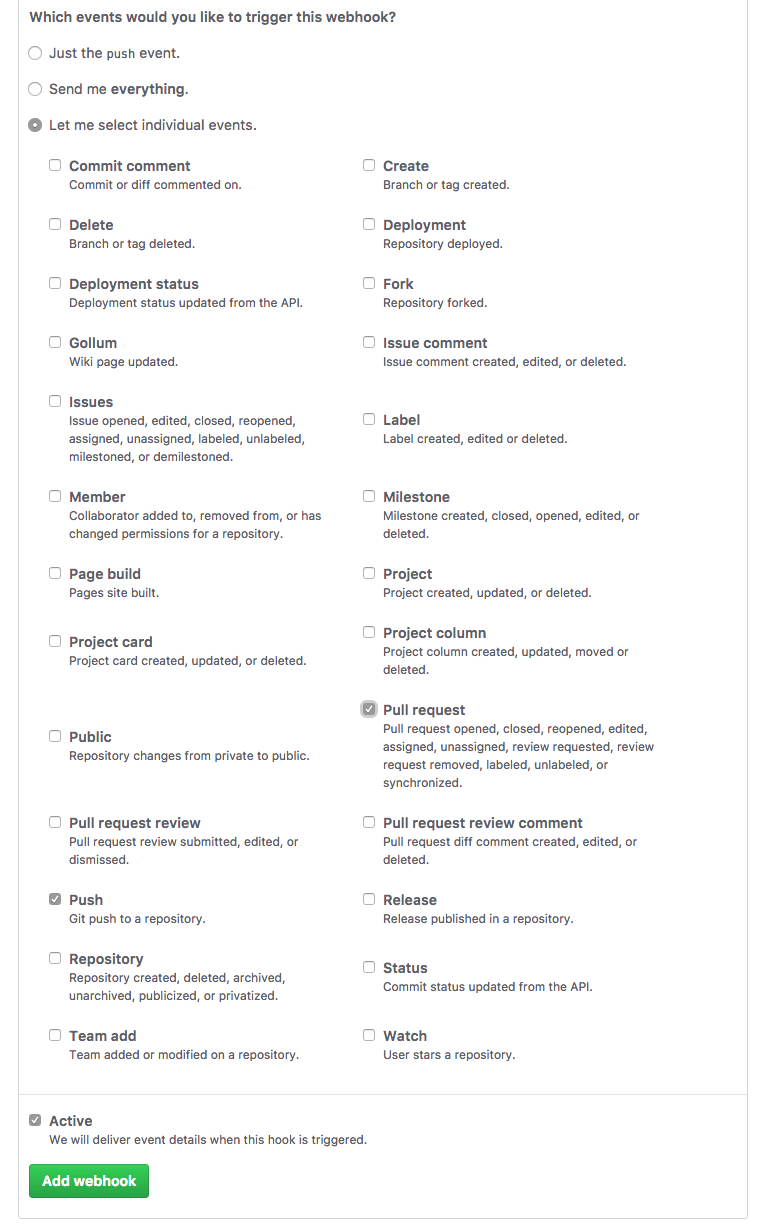 Which events would you like to trigger this webhook?
Just the push event.
Send me everything.
Let me select individual events.
Commit comment
Commit or diff commented on.
Create
Branch or tag created.
Delete
Branch or tag deleted.
Deployment
Repository deployed.
Deployment status
Deployment status updated from the API.
Fork
Repository forked.
Gollum
Wiki page updated.
Issue comment
Issue comment created, edited, or deleted.
Issues
Issue opened, edited, closed, reopened,
assigned, unassigned, labeled, unlabeled,
milestoned, or demilestoned.
Label
Label created, edited or deleted.
Member
Collaborator added to, removed from, or has
changed permissions for a repository.
Milestone
Milestone created, closed, opened, edited, or
deleted.
Page build
Pages site built.
Project
Project created, updated, or deleted.
Project card
Project card created, updated, or deleted.
Project column
Project column created, updated, moved or
deleted.
Public
Repository changes from private to public.
Pull request
Pull request opened, closed, reopened, edited,
assigned, unassigned, review requested, review
request removed, labeled, unlabeled, or
synchronized.
Pull request review
Pull request review submitted, edited, or
dismissed.
Pull request review comment
Pull request diff comment created, edited, or
deleted.
Push
Git push to a repository.
Release
Release published in a repository.
Repository
Repository created, deleted, archived,
unarchived, publicized, or privatized.
Status
Commit status updated from the API.
Team add
Team added or modified on a repository.
Watch
User stars a repository.
Active
We will deliver event details when this hook is triggered.
Add webhook